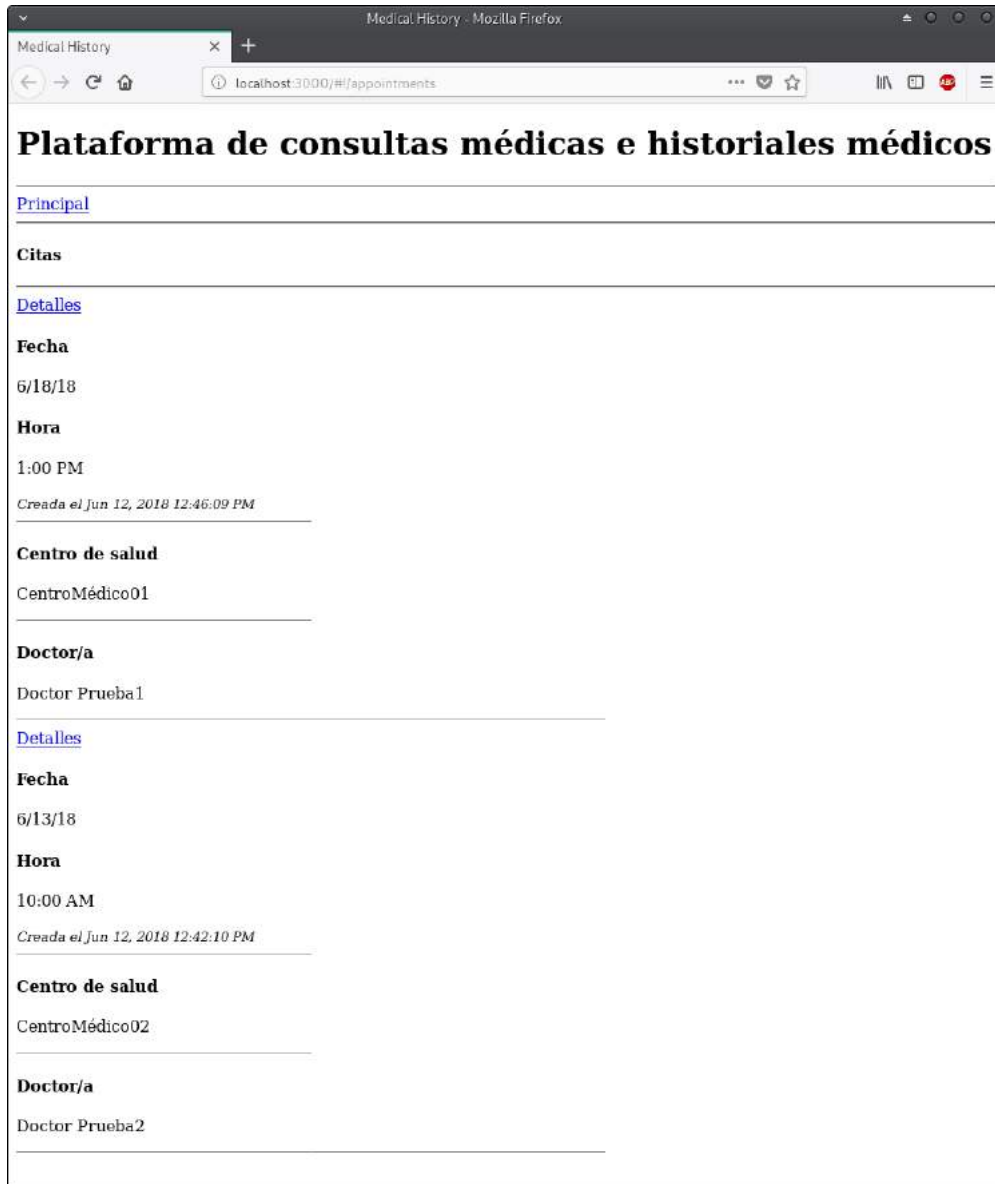 Medical History - Mozilla Firefox
Medical History
localhost:3000/#!/appointments
ABP
Plataforma de consultas médicas e historiales médicos
Principal
Citas
Detalles
Fecha
6/18/18
Hora
1:00 PM
Creada el Jun 12, 2018 12:46:09 PM
Centro de salud
CentroMédico01
Doctor/a
Doctor Prueba1
Detalles
Fecha
6/13/18
Hora
10:00 AM
Creada el Jun 12, 2018 12:42:10 PM
Centro de salud
CentroMédico02
Doctor/a
Doctor Prueba2